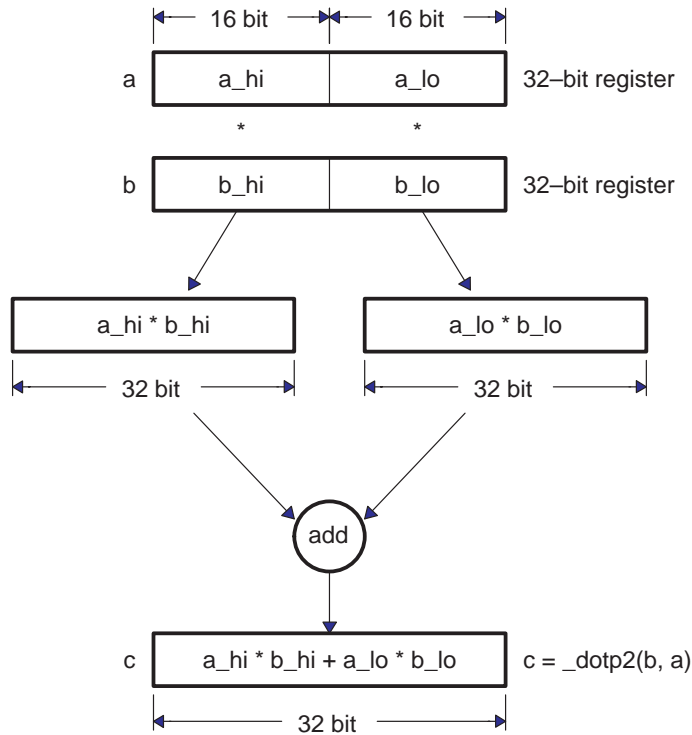 16 bit 16 bit
a a_hi a_lo 32–bit register
* *
b b_hi b_lo 32–bit register
a_hi * b_hi a_lo * b_lo
32 bit 32 bit
add
c a_hi * b_hi + a_lo * b_lo c = _dotp2(b, a)
32 bit